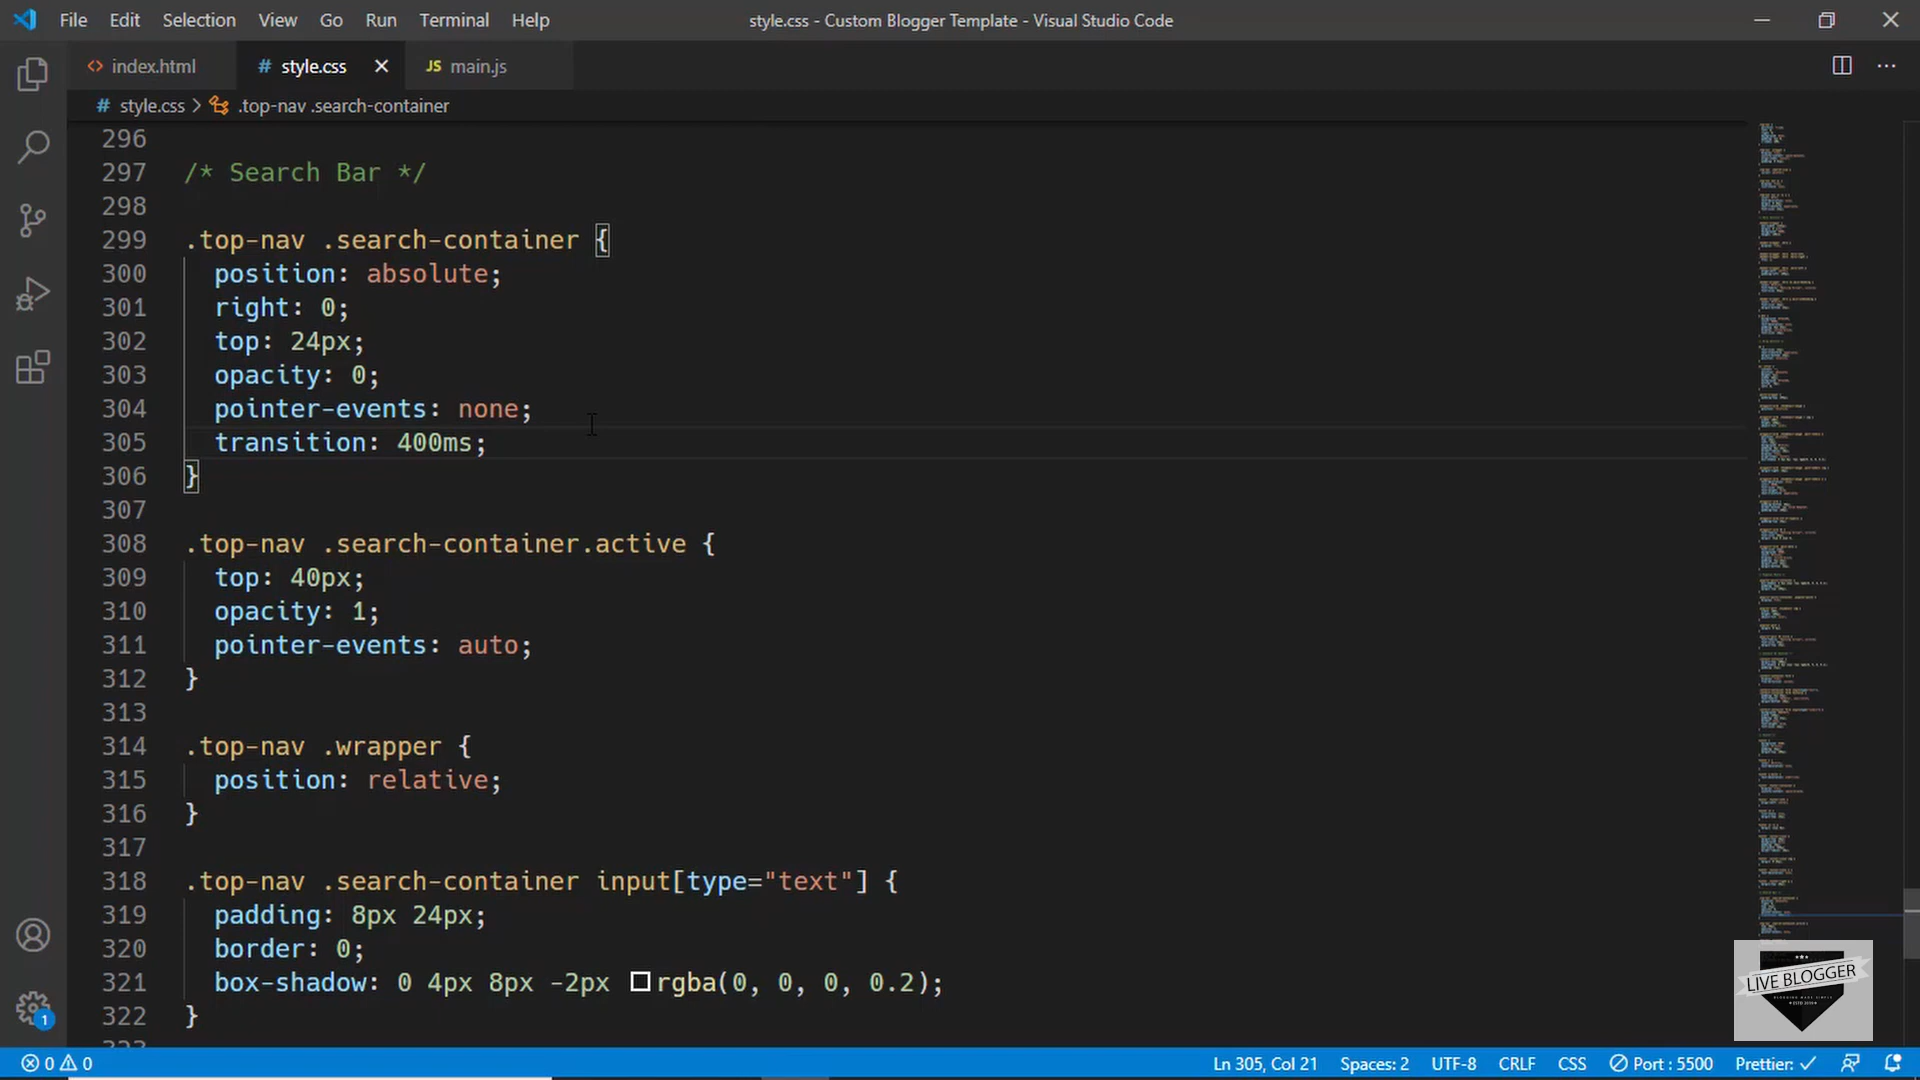 File Edit Selection View Go Run Terminal Help
style.css - Custom Blogger Template - Visual Studio Code
index.html
# style.css
JS main.js
# style.css > .top-nav .search-container
296
297 /* Search Bar */
298
299 .top-nav .search-container {
300 position: absolute;
301 right: 0;
302 top: 24px;
303 opacity: 0;
304 pointer-events: none;
305 transition: 400ms;
306 }
307
308 .top-nav .search-container.active {
309 top: 40px;
310 opacity: 1;
311 pointer-events: auto;
312 }
313
314 .top-nav .wrapper {
315 position: relative;
316 }
317
318 .top-nav .search-container input[type="text"] {
319 padding: 8px 24px;
320 border: 0;
321 box-shadow: 0 4px 8px -2px rgba(0, 0, 0, 0.2);
322 }
LIVE BLOGGER
1
0 0
Ln 305, Col 21 Spaces: 2 UTF-8 CRLF CSS Port : 5500 Prettier: ✓